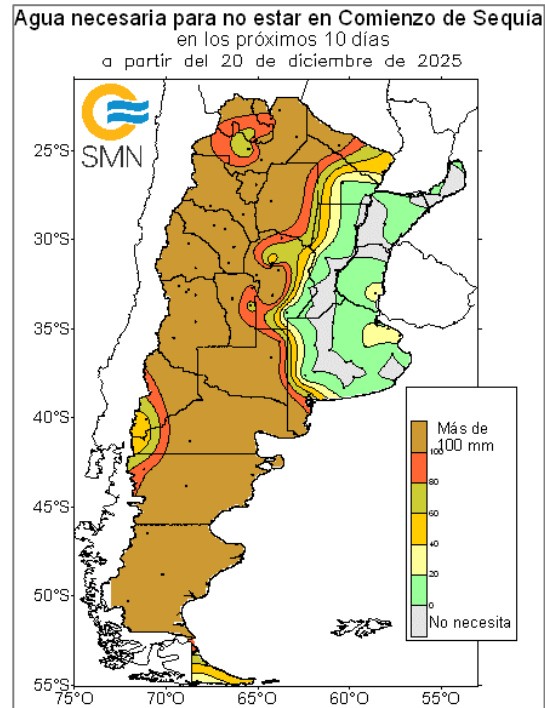 Agua necesaria para no estar en Comienzo de Sequía
en los próximos 10 días
a partir del 20 de diciembre de 2025
SMN
25°S
30°S
35°S
40°S
45°S
50°S
55°S
75°O
70°O
65°O
60°O
55°O
Más de
100 mm
100
80
60
40
20
0
No necesita